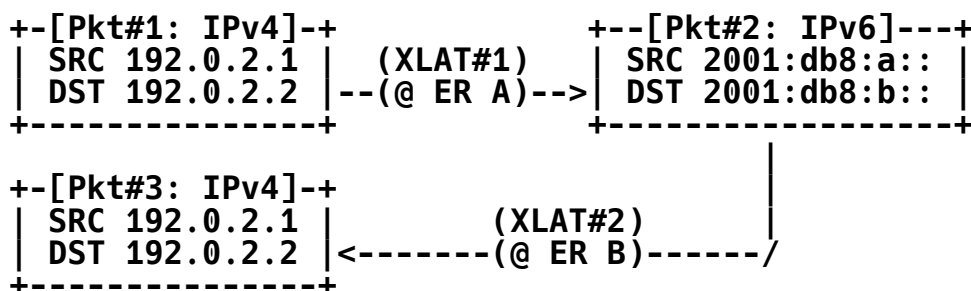 +-[Pkt#1: IPv4]-+                +--[Pkt#2: IPv6]---+
| SRC 192.0.2.1 |  (XLAT#1)      | SRC 2001:db8:a:: |
| DST 192.0.2.2 |--(@ ER A)-->| DST 2001:db8:b:: |
+---------------+                +------------------+
                                          |
+-[Pkt#3: IPv4]-+                         |
| SRC 192.0.2.1 |        (XLAT#2)         |
| DST 192.0.2.2 |<-------(@ ER B)------/
+---------------+